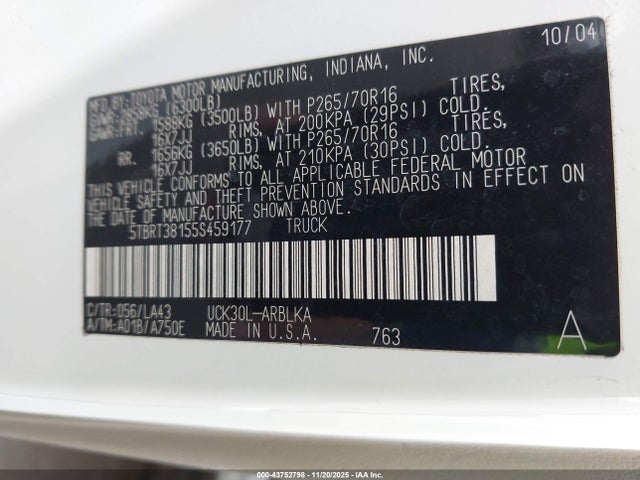 10/04
MFD.BY:TOYOTA MOTOR MANUFACTURING, INDIANA, INC.
GVWR:2858KG (6300LB)
GAWR:FRT. 1588KG (3500LB) WITH P265/70R16 TIRES,
16X7JJ RIMS, AT 200KPA (29PSI) COLD.
RR. 1656KG (3650LB) WITH P265/70R16 TIRES,
16X7JJ RIMS, AT 210KPA (30PSI) COLD.
THIS VEHICLE CONFORMS TO ALL APPLICABLE FEDERAL MOTOR
VEHICLE SAFETY AND THEFT PREVENTION STANDARDS IN EFFECT ON
THE DATE OF MANUFACTURE SHOWN ABOVE.
5TBRT38155S459177 TRUCK
C/TR:056/LA43 UCK30L-ARBLKA
A/TM:A01B/A750E MADE IN U.S.A. 763 A
000-43752798 - 11/20/2025 - IAA Inc.